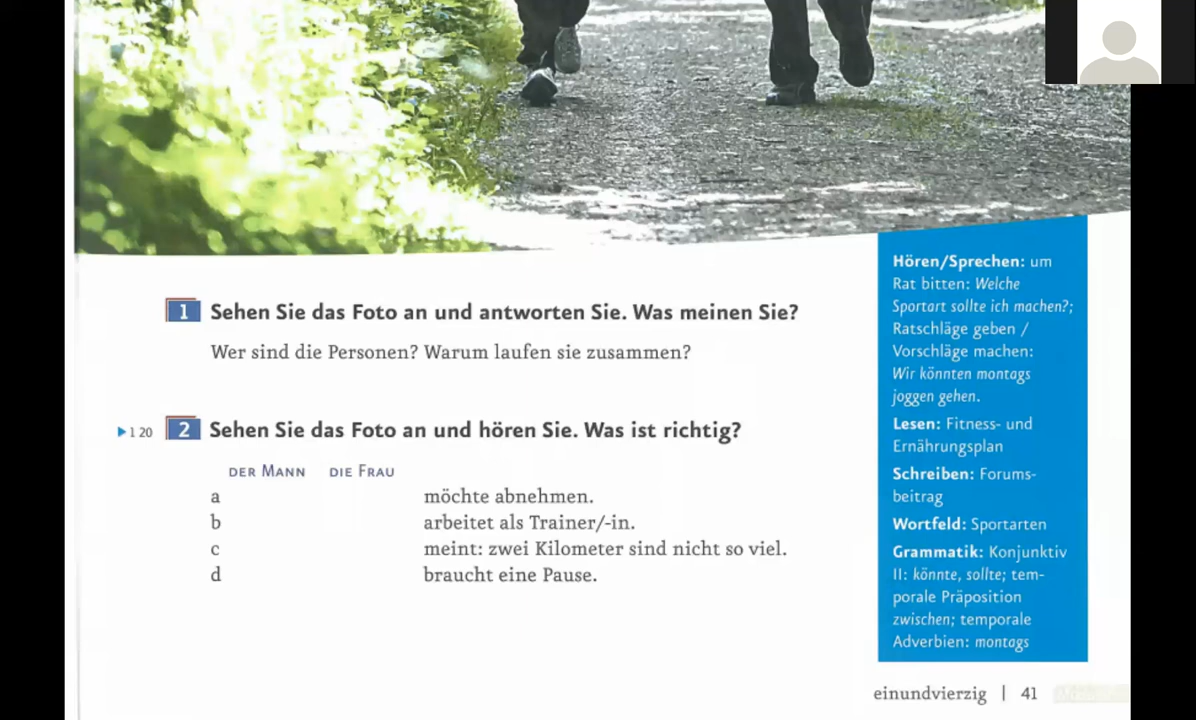 1 Sehen Sie das Foto an und antworten Sie. Was meinen Sie?
Wer sind die Personen? Warum laufen sie zusammen?
▶ 1 20 2 Sehen Sie das Foto an und hören Sie. Was ist richtig?
DER MANN DIE FRAU
a möchte abnehmen.
b arbeitet als Trainer/-in.
c meint: zwei Kilometer sind nicht so viel.
d braucht eine Pause.
Hören/Sprechen: um
Rat bitten: Welche
Sportart sollte ich machen?;
Ratschläge geben /
Vorschläge machen:
Wir könnten montags
joggen gehen.
Lesen: Fitness- und
Ernährungsplan
Schreiben: Forums-
beitrag
Wortfeld: Sportarten
Grammatik: Konjunktiv
II: könnte, sollte; tem-
porale Präposition
zwischen; temporale
Adverbien: montags
einundvierzig | 41